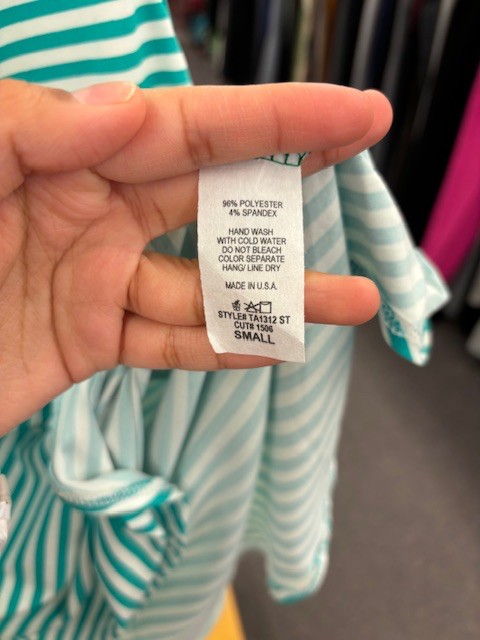 96% POLYESTER
4% SPANDEX
HAND WASH
WITH COLD WATER
DO NOT BLEACH
COLOR SEPARATE
HANG/ LINE DRY
MADE IN U.S.A.
STYLE# TA1312 ST
CUT# 1506
SMALL